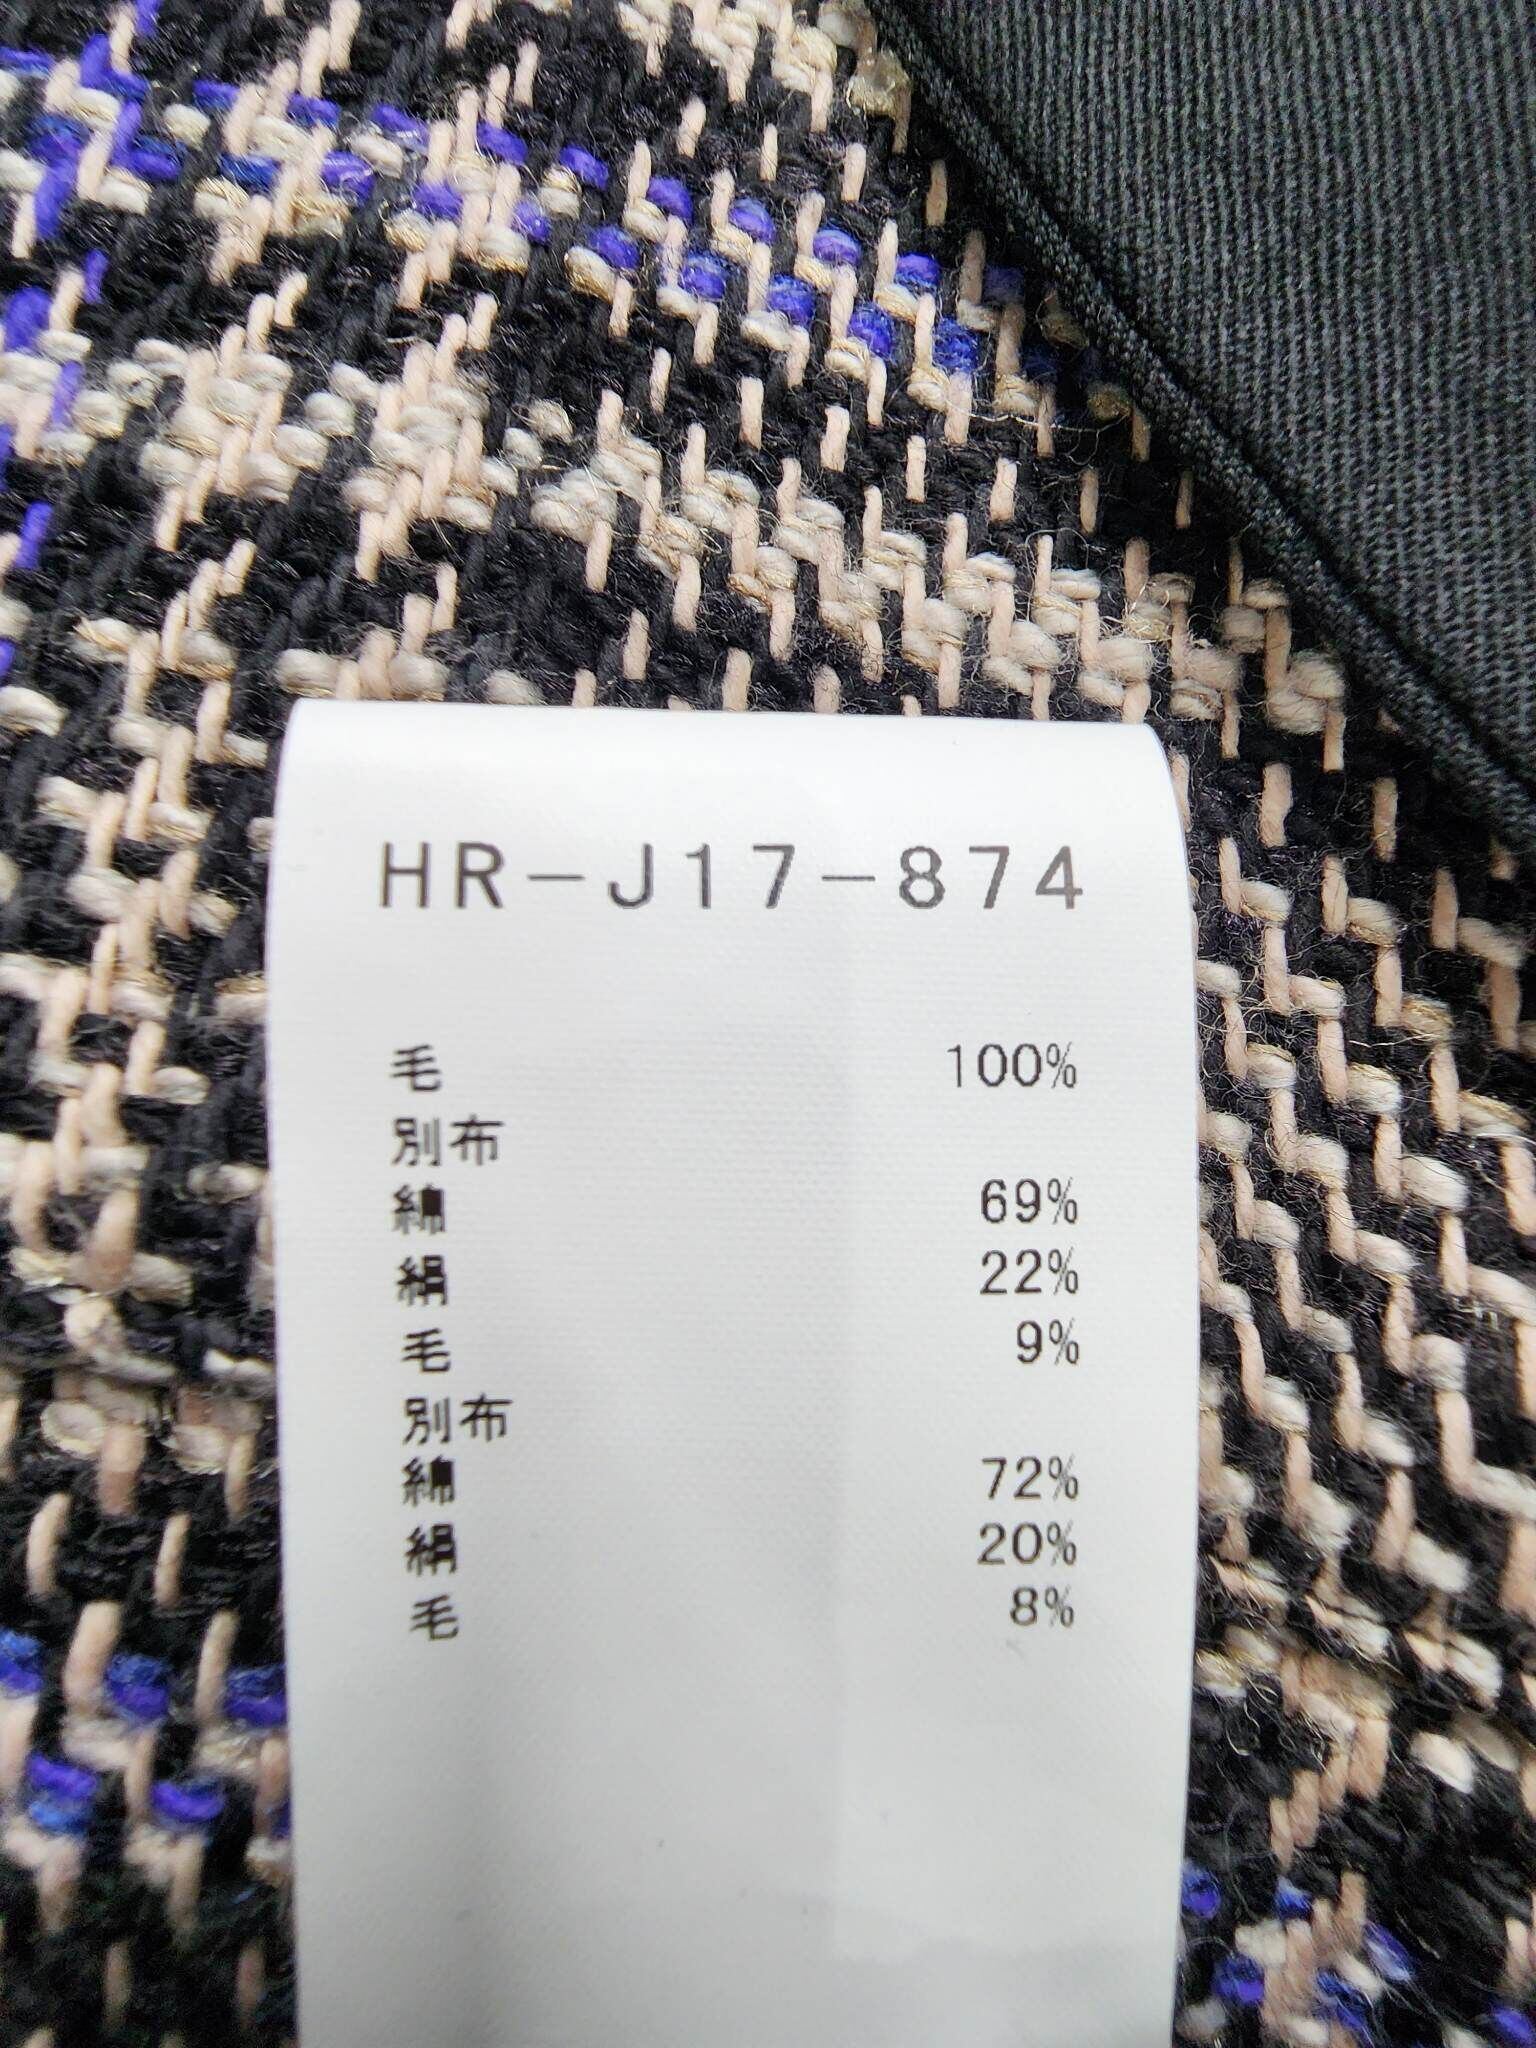 HR-J17-874
毛 100%
別布
綿 69%
絹 22%
毛 9%
別布
綿 72%
絹 20%
毛 8%